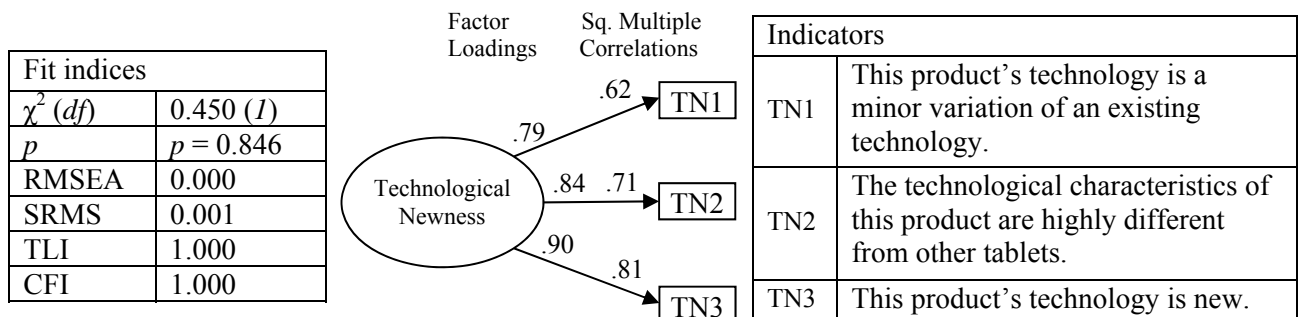 Fit indices
χ² (df) 0.450 (1)
p p = 0.846
RMSEA 0.000
SRMS 0.001
TLI 1.000
CFI 1.000
Factor Loadings
Sq. Multiple Correlations
Technological
Newness
.79 .62 TN1
.84 .71 TN2
.90 .81 TN3
Indicators
TN1 This product’s technology is a
minor variation of an existing
technology.
TN2 The technological characteristics of
this product are highly different
from other tablets.
TN3 This product’s technology is new.